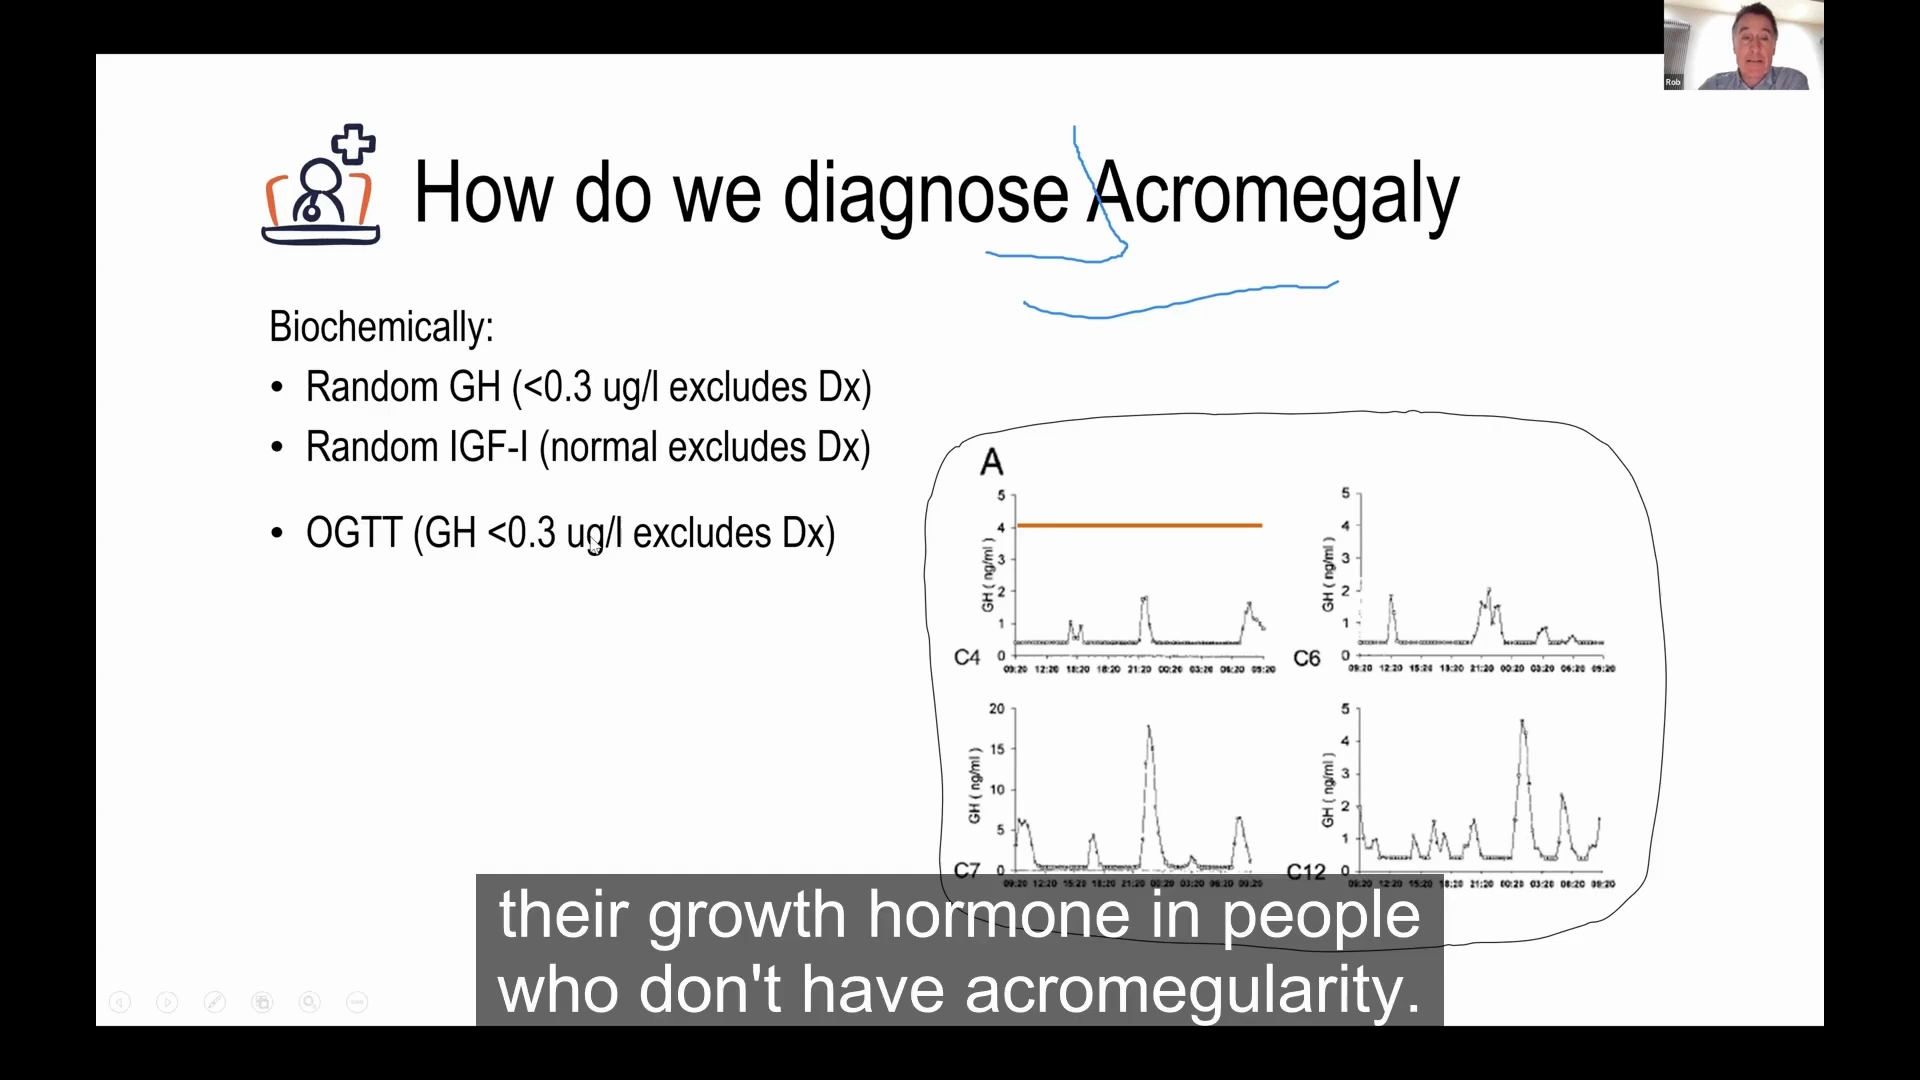 Rob
How do we diagnose Acromegaly
Biochemically:
• Random GH (<0.3 ug/l excludes Dx)
• Random IGF-I (normal excludes Dx)
• OGTT (GH <0.3 ug/l excludes Dx)
A
5
4
3
2
1
0
GH ( ng/ml )
C4
09:20 12:20 18:20 18:20 21:20 00:20 03:20 06:20 09:20
5
4
3
2
1
0
GH ( ng/ml )
C6
09:20 12:20 15:20 18:20 21:20 00:20 03:20 06:20 09:20
20
15
10
5
0
GH ( ng/ml )
C7
09:20 12:20 15:20 18:20 21:20 00:20 03:20 06:20 09:20
5
4
3
2
1
0
GH ( ng/ml )
C12
09:20 12:20 15:20 18:20 21:20 00:20 03:20 06:20 09:20
their growth hormone in people
who don't have acromegularity.